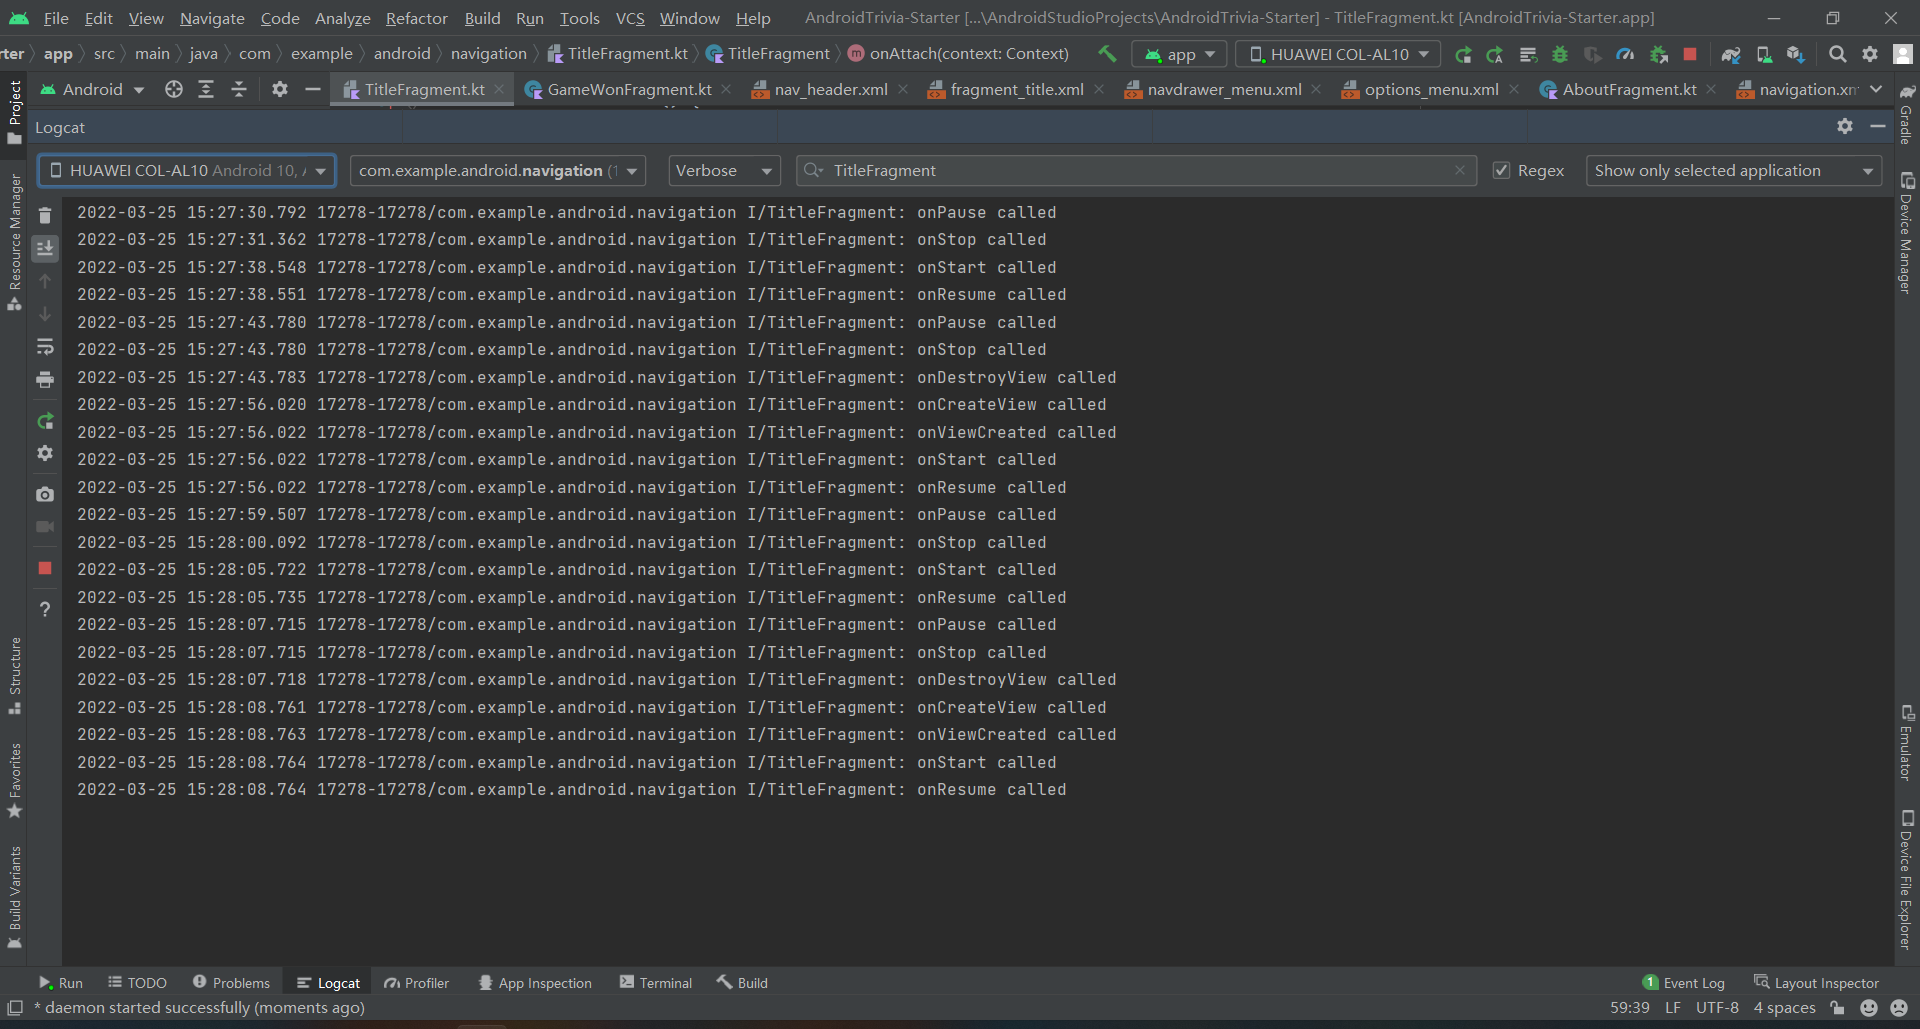 File Edit View Navigate Code Analyze Refactor Build Run Tools VCS Window Help AndroidTrivia-Starter [...\AndroidStudioProjects\AndroidTrivia-Starter] - TitleFragment.kt [AndroidTrivia-Starter.app]
rter app src main java com example android navigation TitleFragment.kt TitleFragment onAttach(context: Context) app HUAWEI COL-AL10
Android TitleFragment.kt GameWonFragment.kt nav_header.xml fragment_title.xml navdrawer_menu.xml options_menu.xml AboutFragment.kt navigation.xm
Logcat
HUAWEI COL-AL10 Android 10, com.example.android.navigation (1 Verbose TitleFragment Regex Show only selected application
2022-03-25 15:27:30.792 17278-17278/com.example.android.navigation I/TitleFragment: onPause called
2022-03-25 15:27:31.362 17278-17278/com.example.android.navigation I/TitleFragment: onStop called
2022-03-25 15:27:38.548 17278-17278/com.example.android.navigation I/TitleFragment: onStart called
2022-03-25 15:27:38.551 17278-17278/com.example.android.navigation I/TitleFragment: onResume called
2022-03-25 15:27:43.780 17278-17278/com.example.android.navigation I/TitleFragment: onPause called
2022-03-25 15:27:43.780 17278-17278/com.example.android.navigation I/TitleFragment: onStop called
2022-03-25 15:27:43.783 17278-17278/com.example.android.navigation I/TitleFragment: onDestroyView called
2022-03-25 15:27:56.020 17278-17278/com.example.android.navigation I/TitleFragment: onCreateView called
2022-03-25 15:27:56.022 17278-17278/com.example.android.navigation I/TitleFragment: onViewCreated called
2022-03-25 15:27:56.022 17278-17278/com.example.android.navigation I/TitleFragment: onStart called
2022-03-25 15:27:56.022 17278-17278/com.example.android.navigation I/TitleFragment: onResume called
2022-03-25 15:27:59.507 17278-17278/com.example.android.navigation I/TitleFragment: onPause called
2022-03-25 15:28:00.092 17278-17278/com.example.android.navigation I/TitleFragment: onStop called
2022-03-25 15:28:05.722 17278-17278/com.example.android.navigation I/TitleFragment: onStart called
2022-03-25 15:28:05.735 17278-17278/com.example.android.navigation I/TitleFragment: onResume called
2022-03-25 15:28:07.715 17278-17278/com.example.android.navigation I/TitleFragment: onPause called
2022-03-25 15:28:07.715 17278-17278/com.example.android.navigation I/TitleFragment: onStop called
2022-03-25 15:28:07.718 17278-17278/com.example.android.navigation I/TitleFragment: onDestroyView called
2022-03-25 15:28:08.761 17278-17278/com.example.android.navigation I/TitleFragment: onCreateView called
2022-03-25 15:28:08.763 17278-17278/com.example.android.navigation I/TitleFragment: onViewCreated called
2022-03-25 15:28:08.764 17278-17278/com.example.android.navigation I/TitleFragment: onStart called
2022-03-25 15:28:08.764 17278-17278/com.example.android.navigation I/TitleFragment: onResume called
Project
Resource Manager
Structure
Favorites
Build Variants
Gradle
Device Manager
Emulator
Device File Explorer
Run TODO Problems Logcat Profiler App Inspection Terminal Build 1 Event Log Layout Inspector
* daemon started successfully (moments ago) 59:39 LF UTF-8 4 spaces